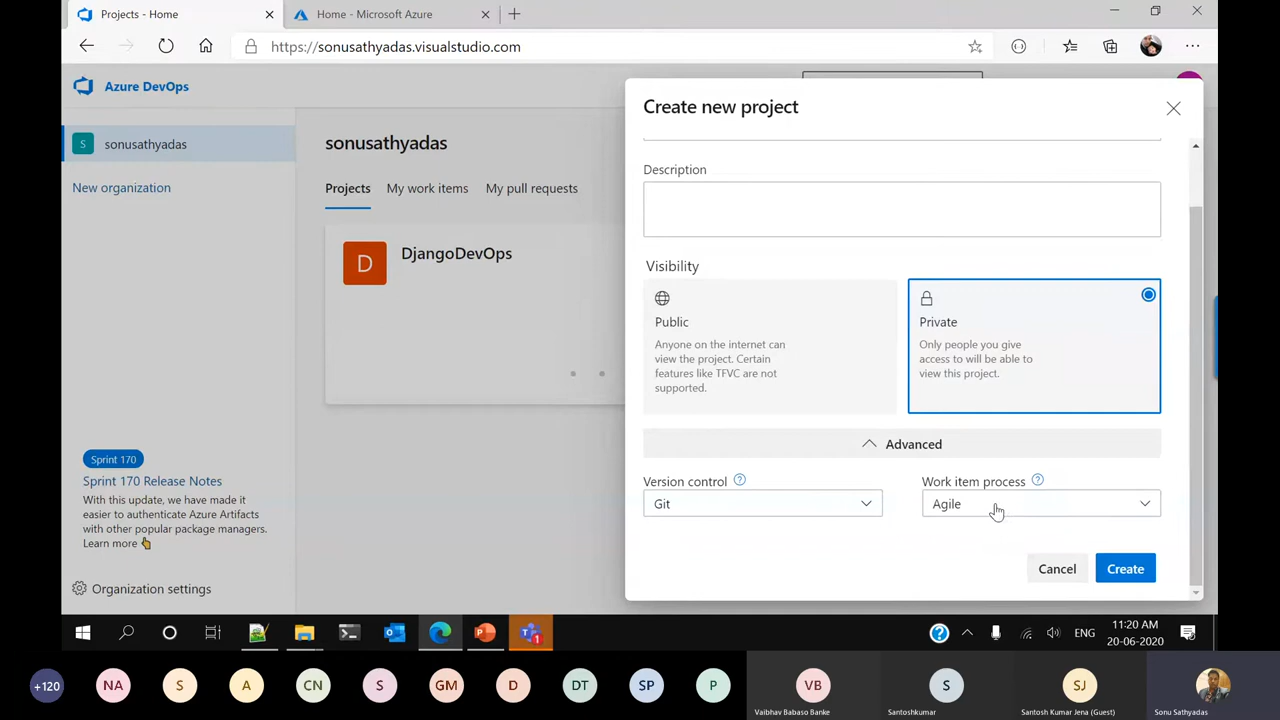 Projects - Home
Home - Microsoft Azure
https://sonusathyadas.visualstudio.com
Azure DevOps
S
sonusathyadas
New organization
sonusathyadas
Projects
My work items
My pull requests
D
DjangoDevOps
Sprint 170
Sprint 170 Release Notes
With this update, we have made it
easier to authenticate Azure Artifacts
with other popular package managers.
Learn more
Organization settings
Create new project
Description
Visibility
Public
Anyone on the internet can
view the project. Certain
features like TFVC are not
supported.
Private
Only people you give
access to will be able to
view this project.
Advanced
Version control
?
Git
Work item process
?
Agile
Cancel
Create
1
?
ENG
11:20 AM
20-06-2020
+120
NA
S
A
CN
S
GM
D
DT
SP
P
VB
Vaibhav Babaso Banke
S
Santoshkumar
SJ
Santosh Kumar Jena (Guest)
Sonu Sathyadas